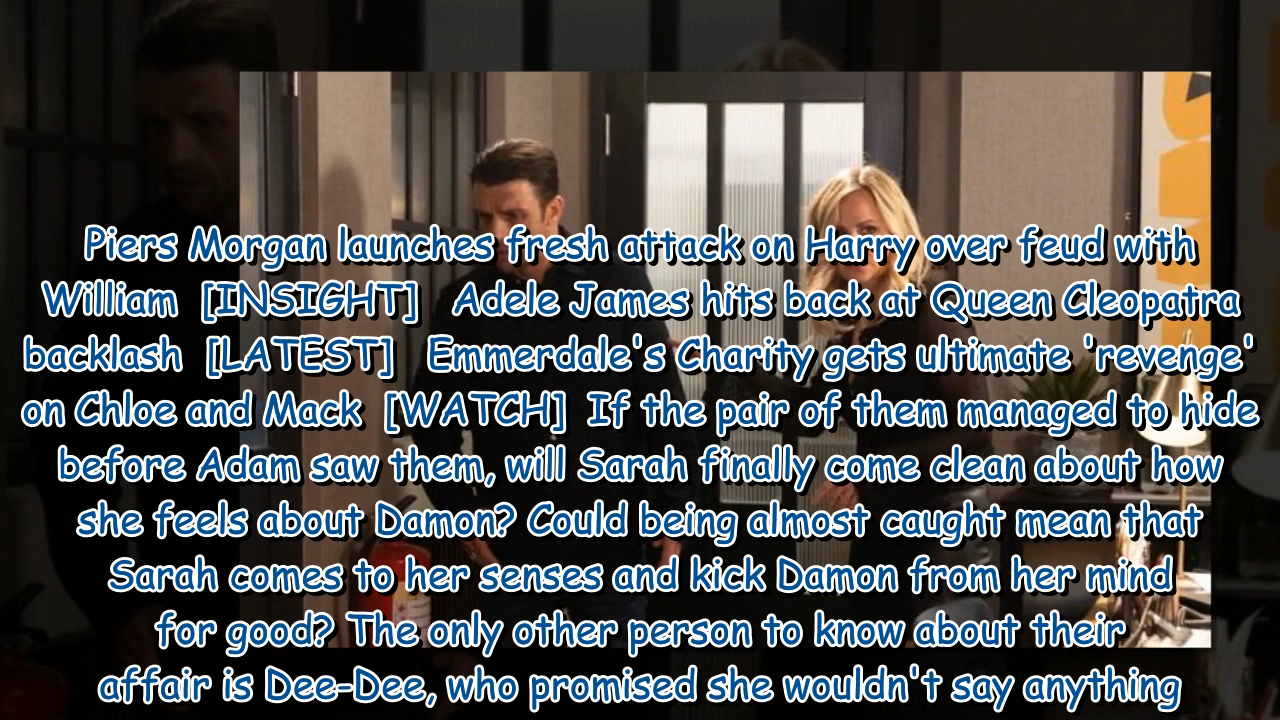 Piers Morgan launches fresh attack on Harry over feud with
William  [INSIGHT]   Adele James hits back at Queen Cleopatra
backlash  [LATEST]   Emmerdale's Charity gets ultimate 'revenge'
on Chloe and Mack  [WATCH]  If the pair of them managed to hide
before Adam saw them, will Sarah finally come clean about how
she feels about Damon? Could being almost caught mean that
Sarah comes to her senses and kick Damon from her mind
for good? The only other person to know about their
affair is Dee-Dee, who promised she wouldn't say anything